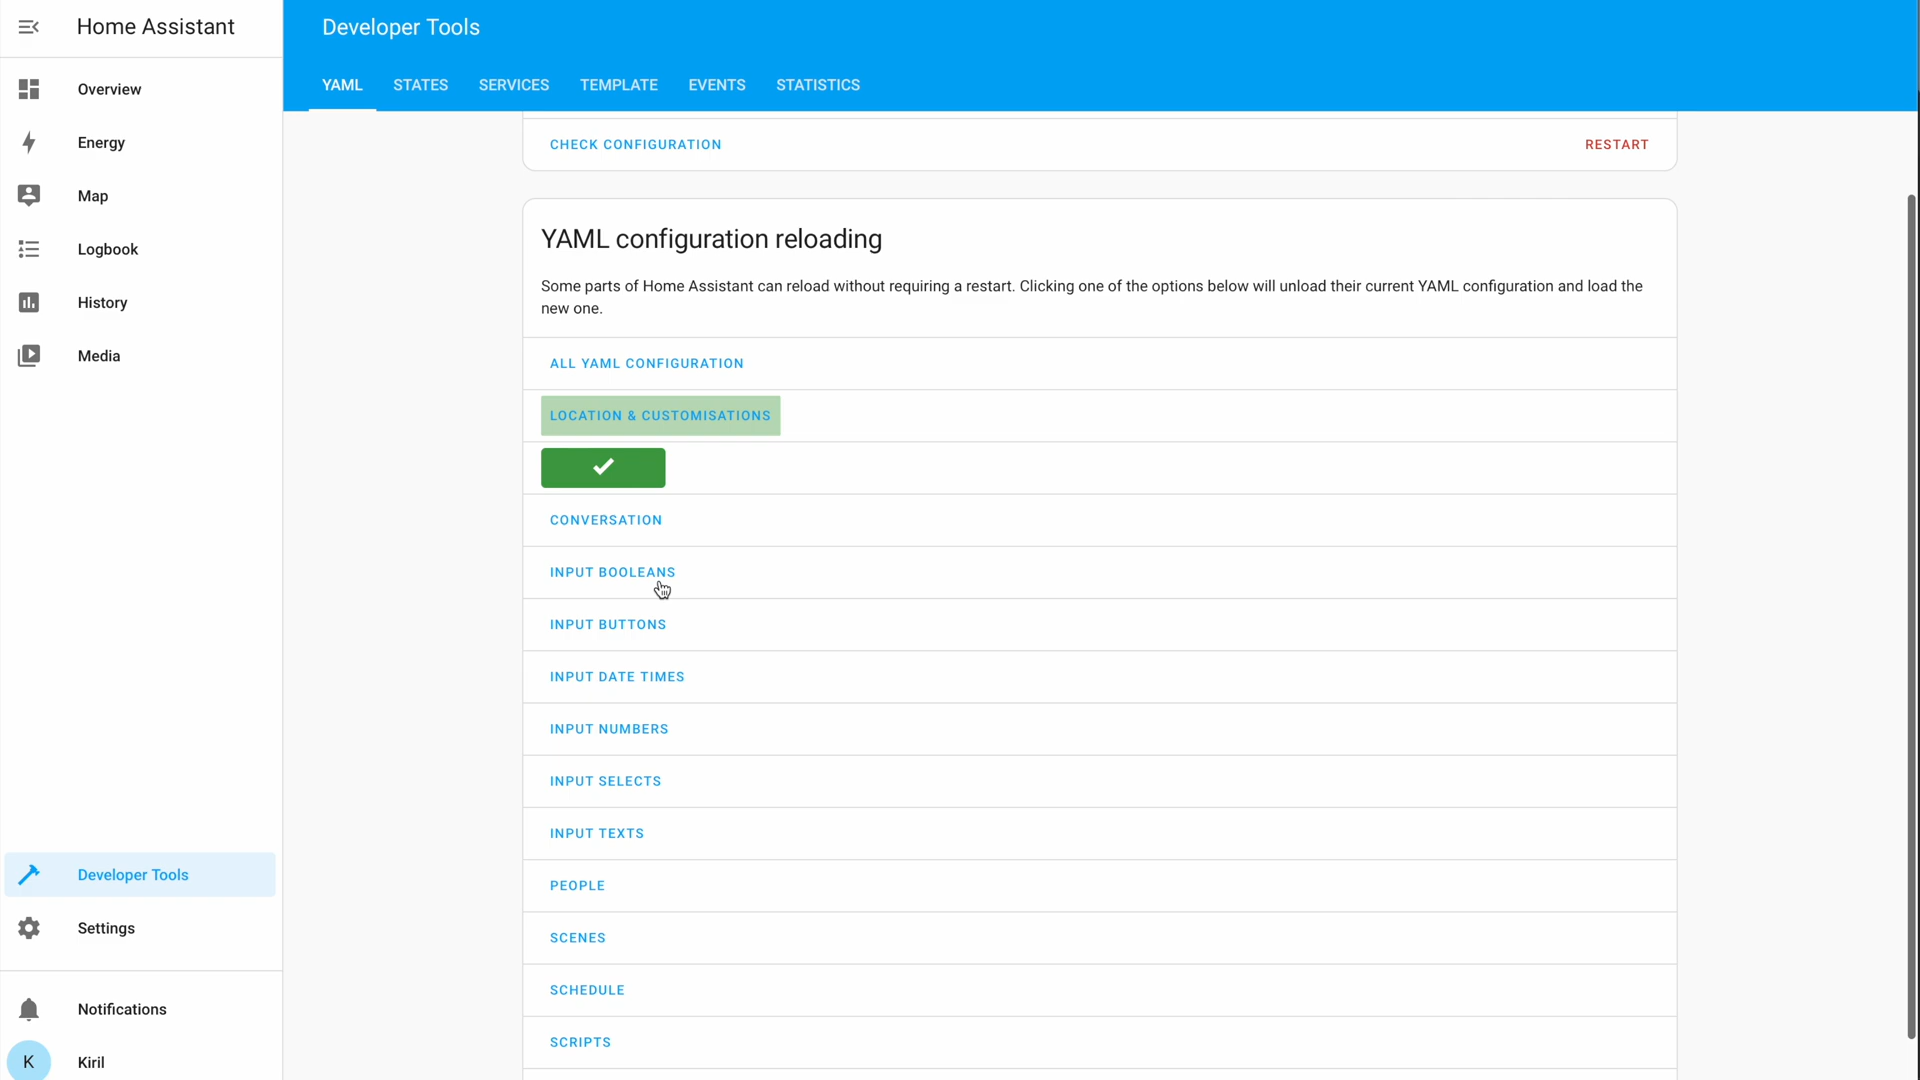 Home Assistant
Overview
Energy
Map
Logbook
History
Media
Developer Tools
Settings
Notifications
K
Kiril
Developer Tools
YAML STATES SERVICES TEMPLATE EVENTS STATISTICS
CHECK CONFIGURATION RESTART
YAML configuration reloading
Some parts of Home Assistant can reload without requiring a restart. Clicking one of the options below will unload their current YAML configuration and load the
new one.
ALL YAML CONFIGURATION
LOCATION & CUSTOMISATIONS
CONVERSATION
INPUT BOOLEANS
INPUT BUTTONS
INPUT DATE TIMES
INPUT NUMBERS
INPUT SELECTS
INPUT TEXTS
PEOPLE
SCENES
SCHEDULE
SCRIPTS